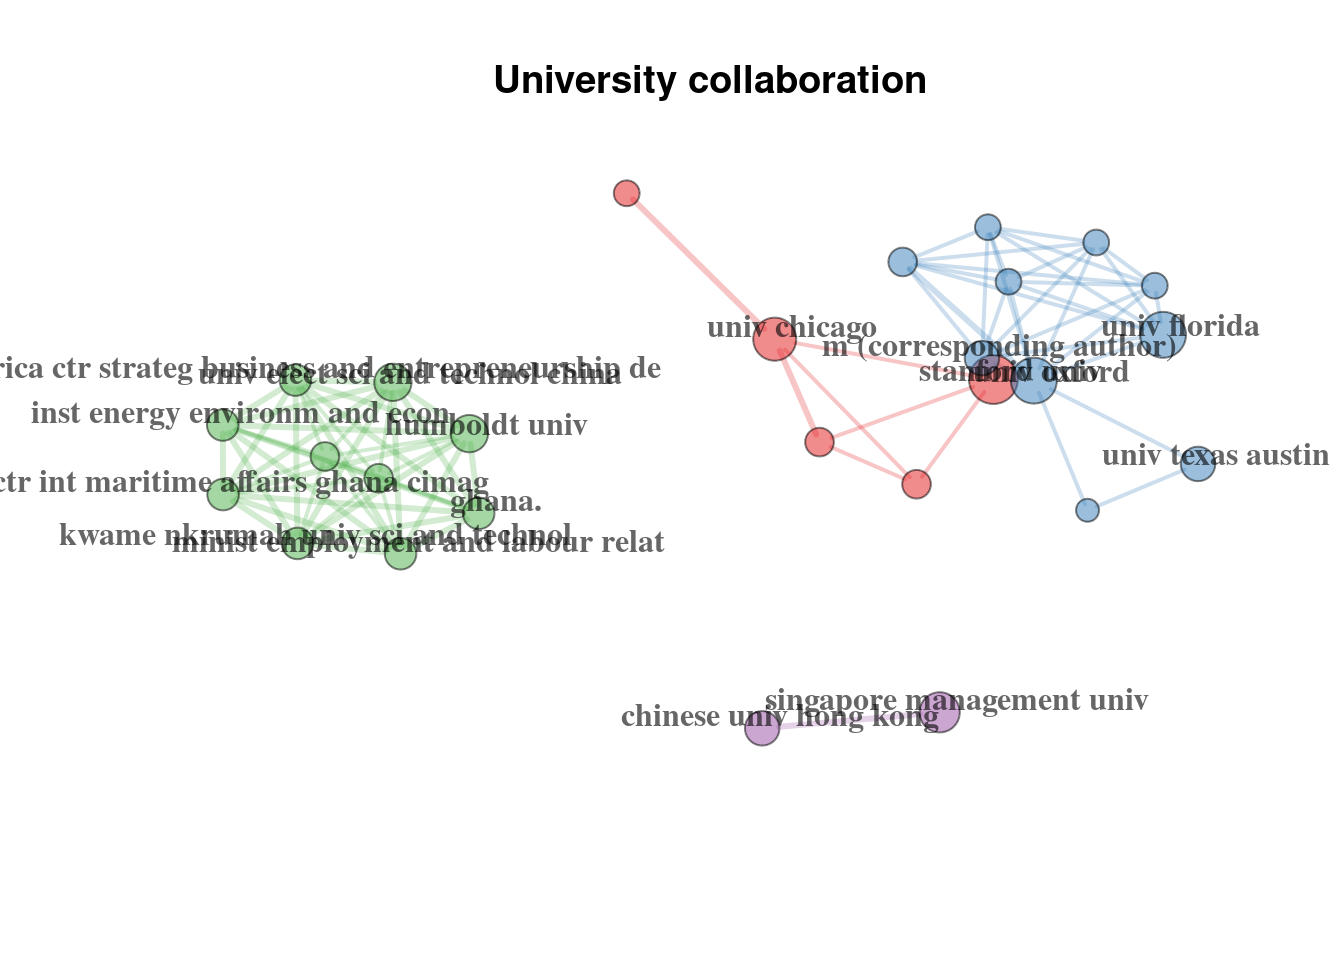 University collaboration
univ chicago
univ florida
m (corresponding author)
stanford univ
univ oxford
rica ctr strateg business and entrepreneurship de
univ elect sci and technol china
inst energy environm and econ
humboldt univ
univ texas austin
ctr int maritime affairs ghana cimag
ghana.
kwame nkrumah univ sci and technol
minist employment and labour relat
singapore management univ
chinese univ hong kong